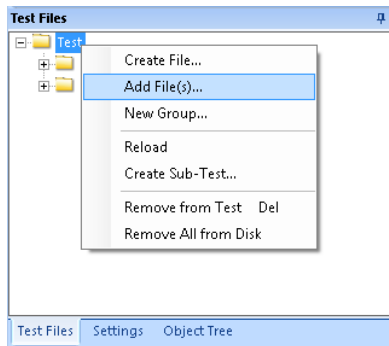 Test Files
Test
Create File...
Add File(s)...
New Group...
Reload
Create Sub-Test...
Remove from Test Del
Remove All from Disk
Test Files Settings Object Tree